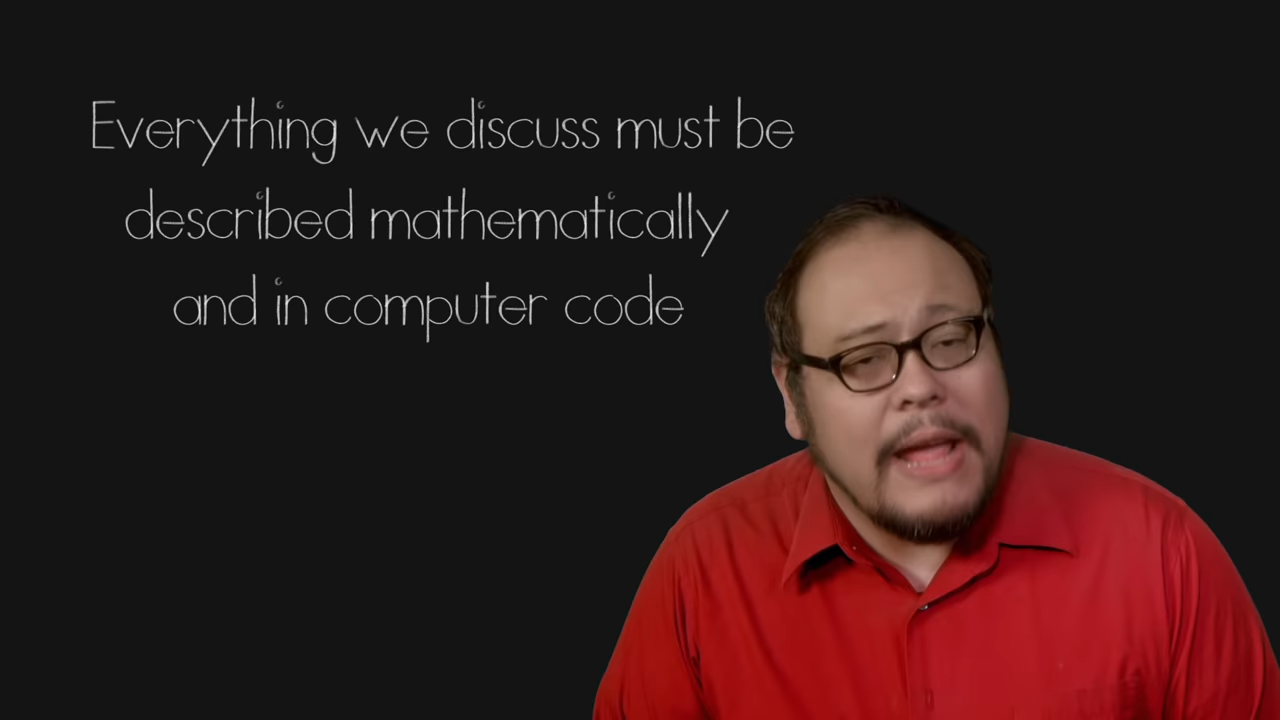 Everything we discuss must be
described mathematically
and in computer code